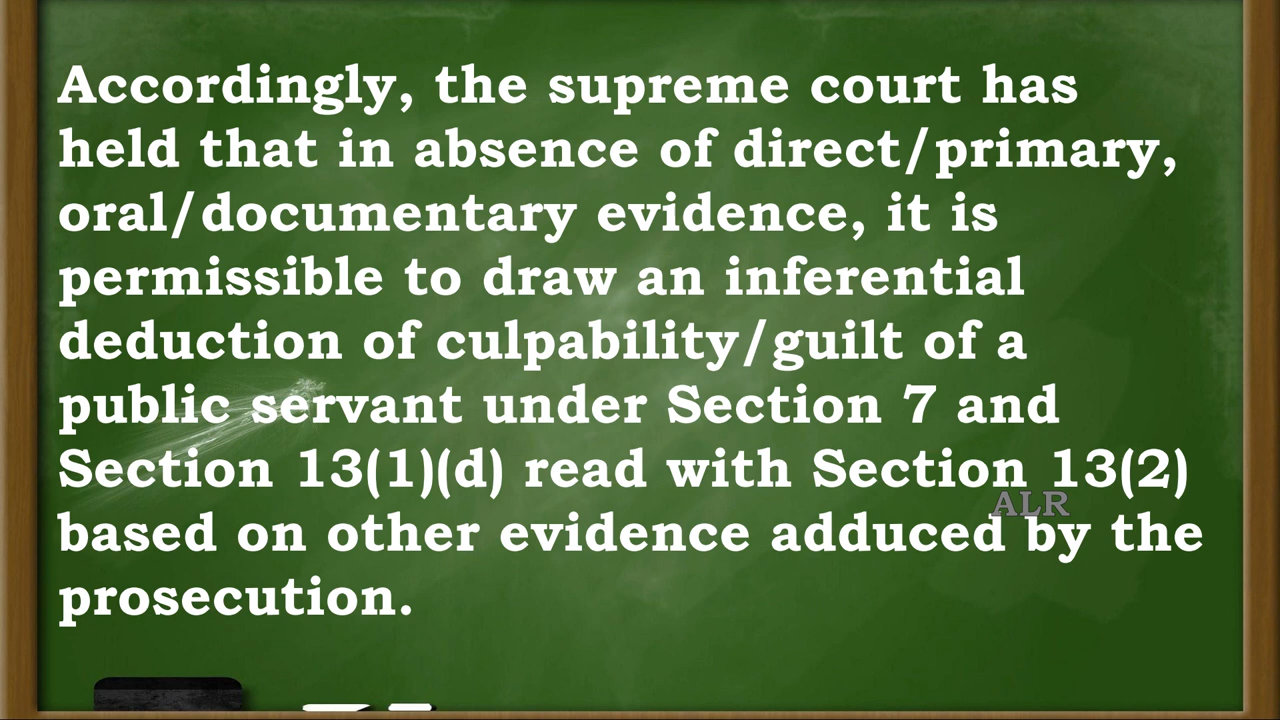 Accordingly, the supreme court has
held that in absence of direct/primary,
oral/documentary evidence, it is
permissible to draw an inferential
deduction of culpability/guilt of a
public servant under Section 7 and
Section 13(1)(d) read with Section 13(2)
ALR
based on other evidence adduced by the
prosecution.